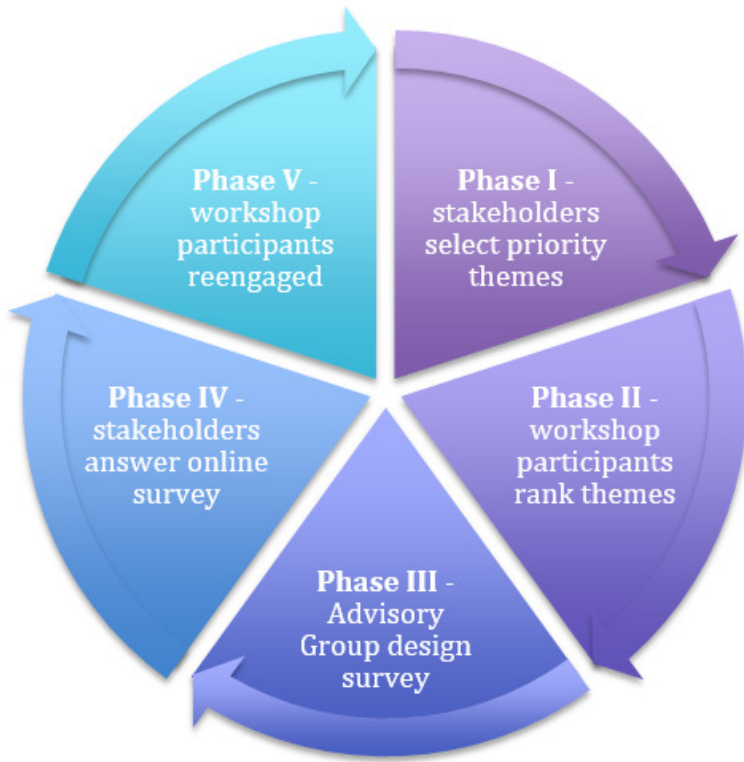 Phase I -
stakeholders
select priority
themes
Phase II -
workshop
participants
rank themes
Phase III -
Advisory
Group design
survey
Phase IV -
stakeholders
answer online
survey
Phase V -
workshop
participants
reengaged